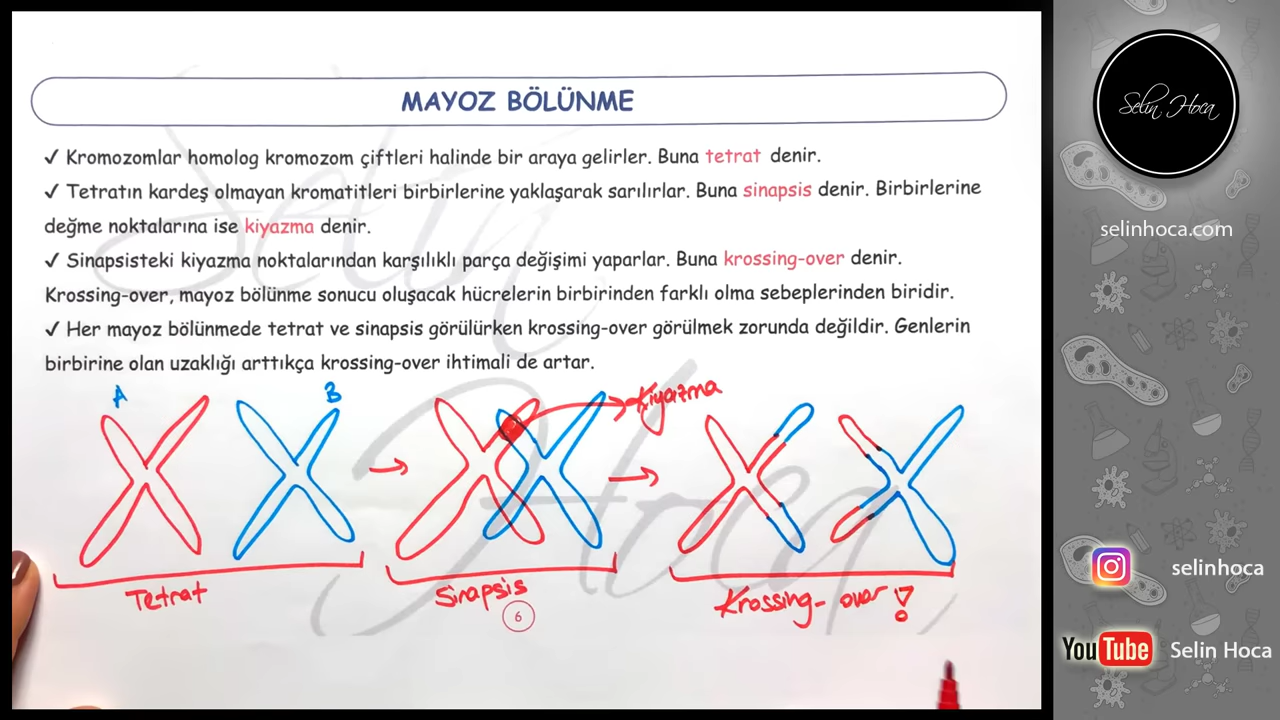 MAYOZ BÖLÜNME
✓ Kromozomlar homolog kromozom çiftleri halinde bir araya gelirler. Buna tetrat denir.
✓ Tetratın kardeş olmayan kromatitleri birbirlerine yaklaşarak sarılırlar. Buna sinapsis denir. Birbirlerine
değme noktalarına ise kiyazma denir.
✓ Sinapsisteki kiyazma noktalarından karşılıklı parça değişimi yaparlar. Buna krossing-over denir.
Krossing-over, mayoz bölünme sonucu oluşacak hücrelerin birbirinden farklı olma sebeplerinden biridir.
✓ Her mayoz bölünmede tetrat ve sinapsis görülürken krossing-over görülmek zorunda değildir. Genlerin
birbirine olan uzaklığı arttıkça krossing-over ihtimali de artar.
A B Kiyazma
Tetrat Sinapsis Krossing-over !
6
Selin Hoca
Selin Hoca
selinhoca.com
selinhoca
YouTube Selin Hoca